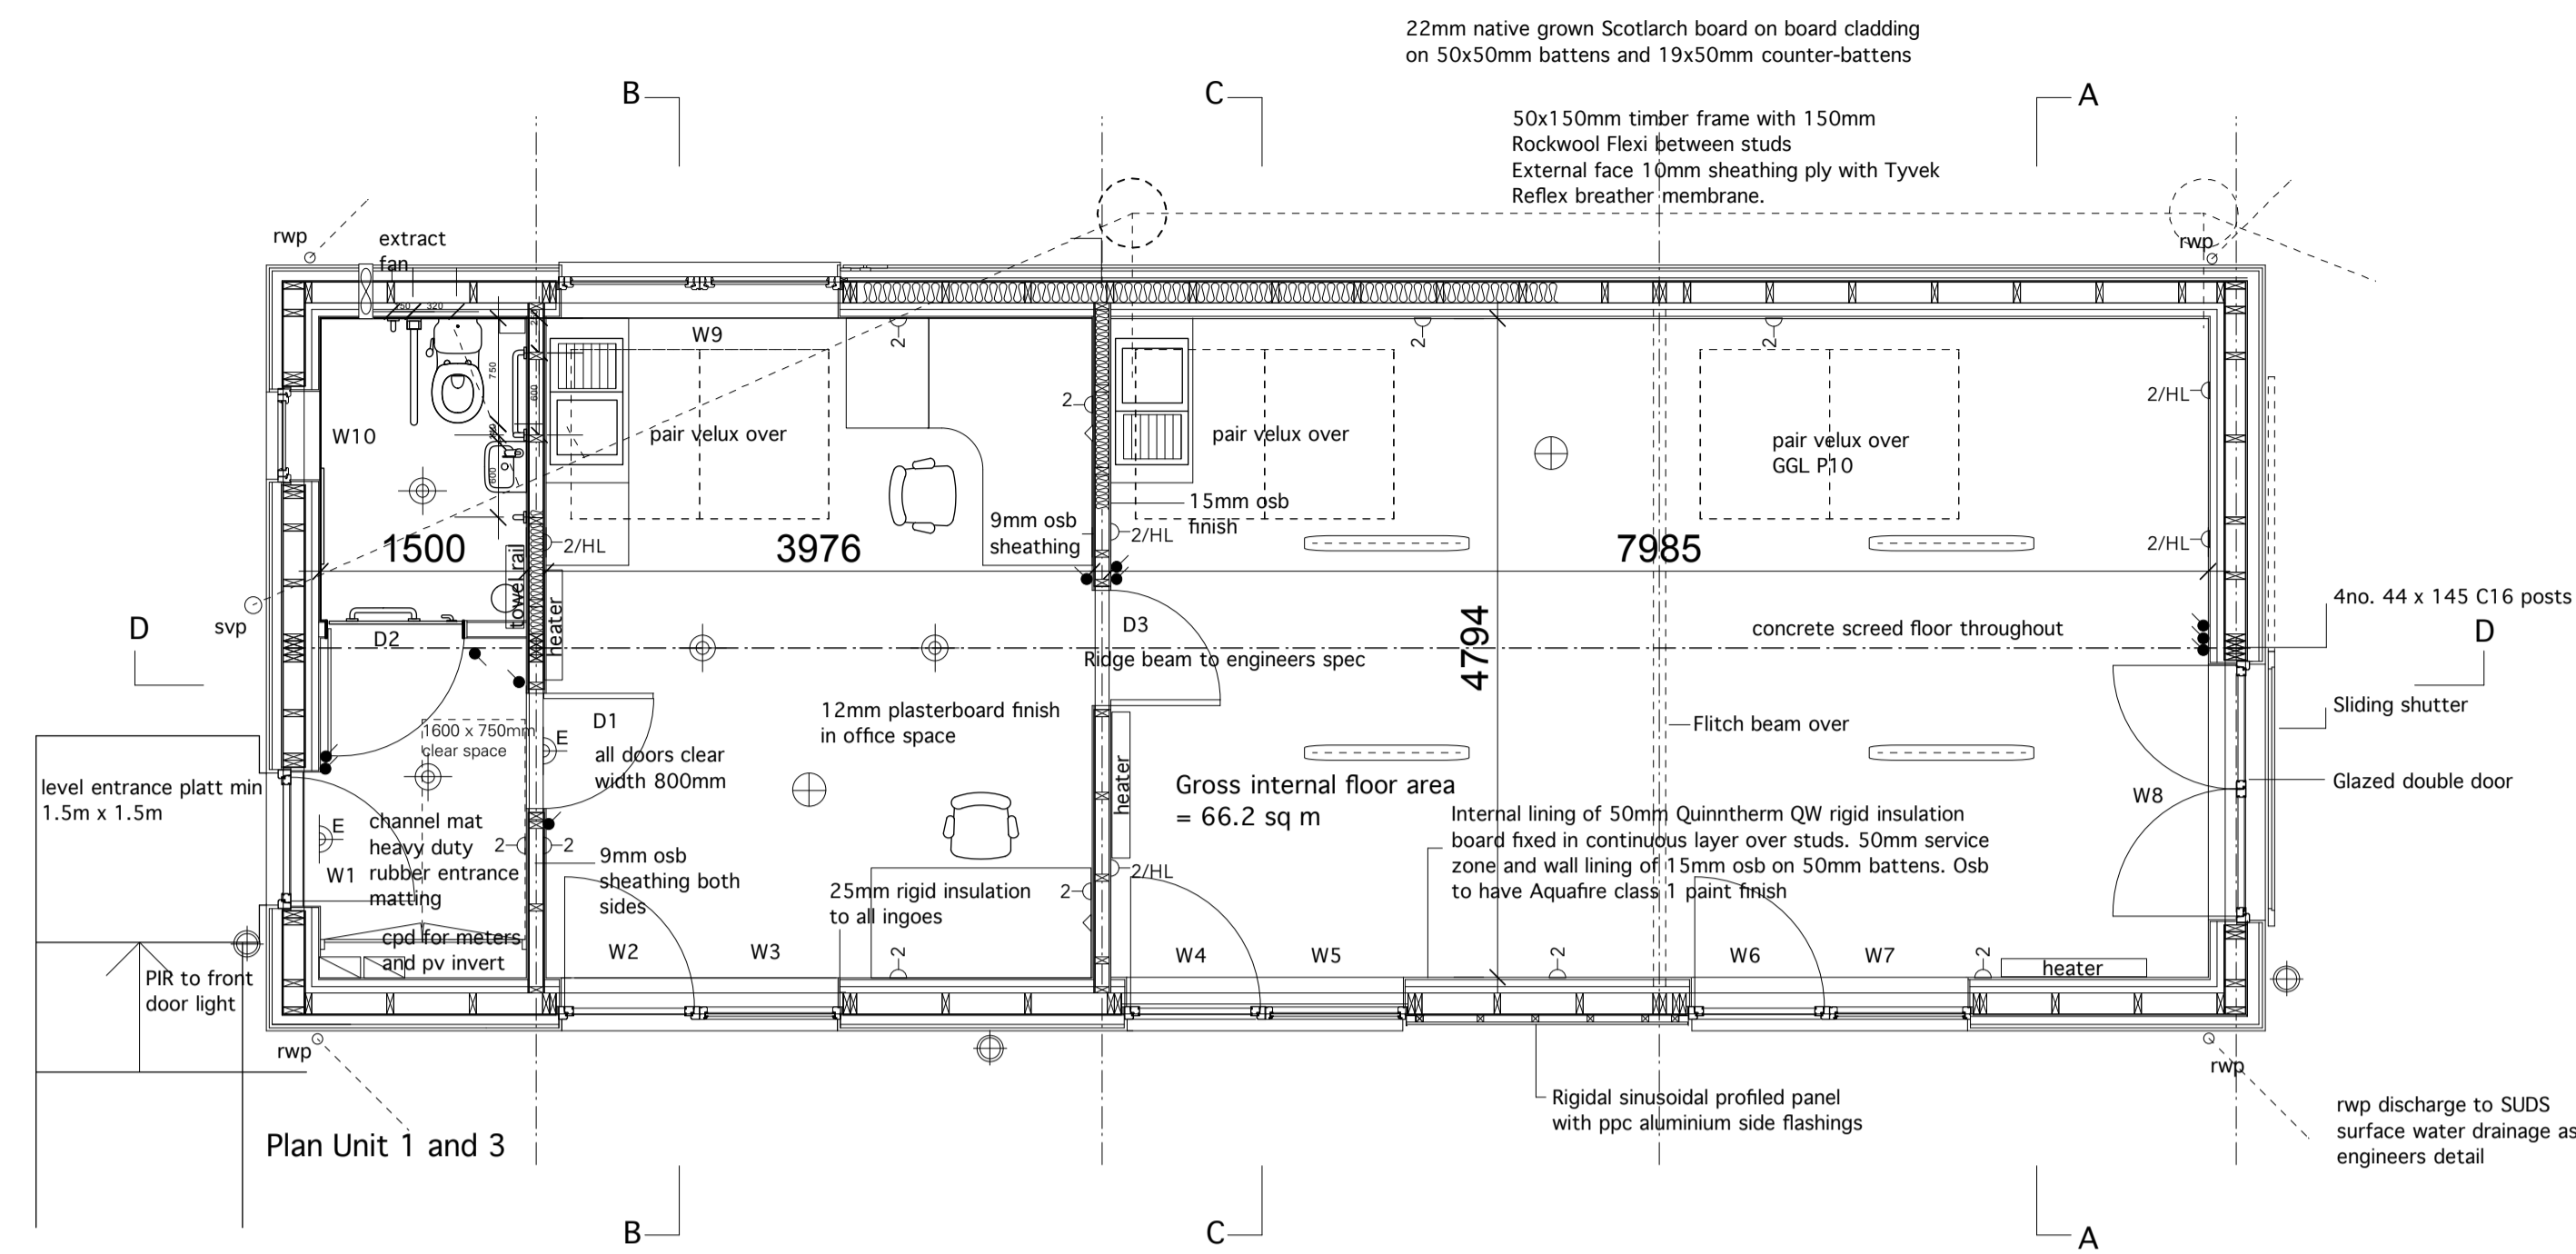 22mm native grown Scotlarch board on board cladding
on 50x50mm battens and 19x50mm counter-battens
B
C
A
50x150mm timber frame with 150mm
Rockwool Flexi between studs
External face 10mm sheathing ply with Tyvek
Reflex breather membrane.
rwp
extract
fan
rwp
320
W9
2
2
2
750
600
2
2/HL
W10
pair velux over
pair velux over
pair velux over
GGL P10
600
15mm osb
finish
9mm osb
sheathing
2/HL
2/HL
2/HL
1500
3976
7985
towel rail
heater
svp
D
D2
D3
4794
concrete screed floor throughout
4no. 44 x 145 C16 posts
D
Ridge beam to engineers spec
1600 x 750mm
clear space
D1
E
all doors clear
width 800mm
12mm plasterboard finish
in office space
Flitch beam over
Sliding shutter
level entrance platt min
1.5m x 1.5m
heater
Gross internal floor area
= 66.2 sq m
W8
Glazed double door
E
W1
channel mat
heavy duty
rubber entrance
matting
2
2
9mm osb
sheathing both
sides
25mm rigid insulation
to all ingoes
2
2/HL
Internal lining of 50mm Quinntherm QW rigid insulation
board fixed in continuous layer over studs. 50mm service
zone and wall lining of 15mm osb on 50mm battens. Osb
to have Aquafire class 1 paint finish
cpd for meters
and pv invert
W2
W3
2
W4
W5
2
W6
W7
2
heater
PIR to front
door light
rwp
rwp
Rigidal sinusoidal profiled panel
with ppc aluminium side flashings
rwp discharge to SUDS
surface water drainage as
engineers detail
Plan Unit 1 and 3
B
C
A